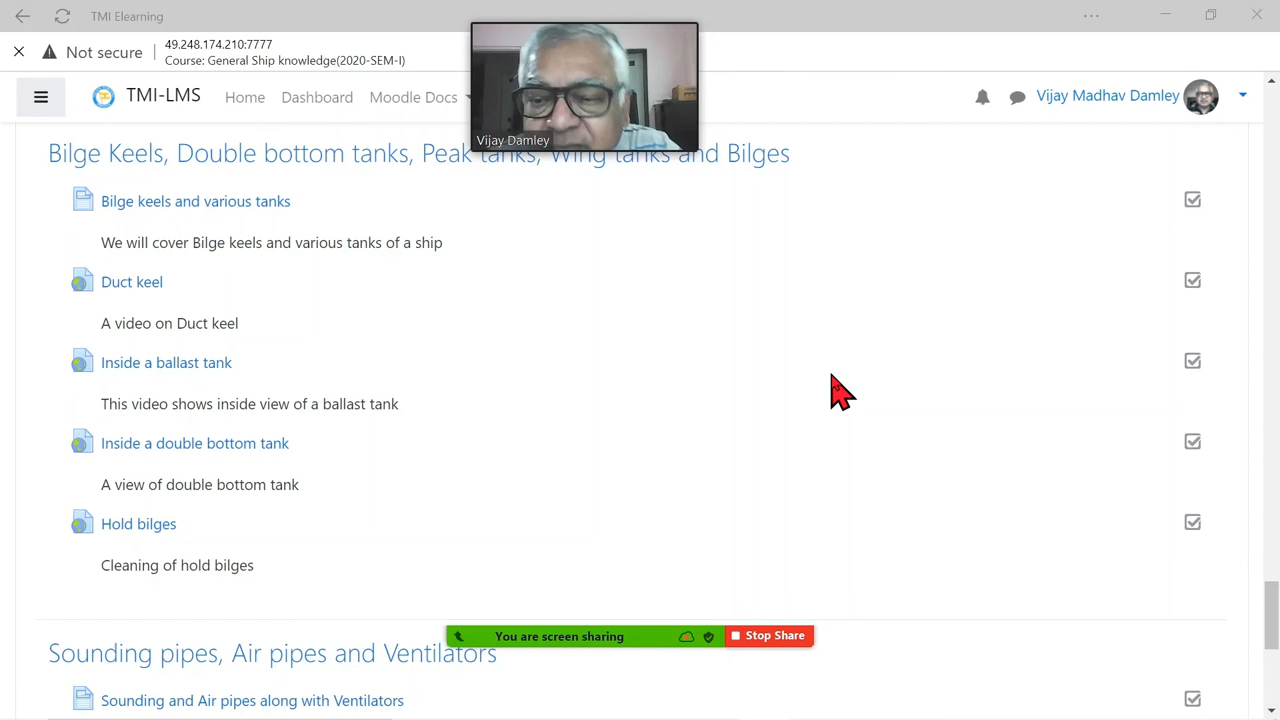 TMI Elearning
Not secure
49.248.174.210:7777
Course: General Ship knowledge(2020-SEM-I)
TMI-LMS
Home
Dashboard
Moodle Docs
Vijay Madhav Damley
Vijay Damley
Bilge Keels, Double bottom tanks, Peak tanks, Wing tanks and Bilges
Bilge keels and various tanks
We will cover Bilge keels and various tanks of a ship
Duct keel
A video on Duct keel
Inside a ballast tank
This video shows inside view of a ballast tank
Inside a double bottom tank
A view of double bottom tank
Hold bilges
Cleaning of hold bilges
You are screen sharing
Stop Share
Sounding pipes, Air pipes and Ventilators
Sounding and Air pipes along with Ventilators